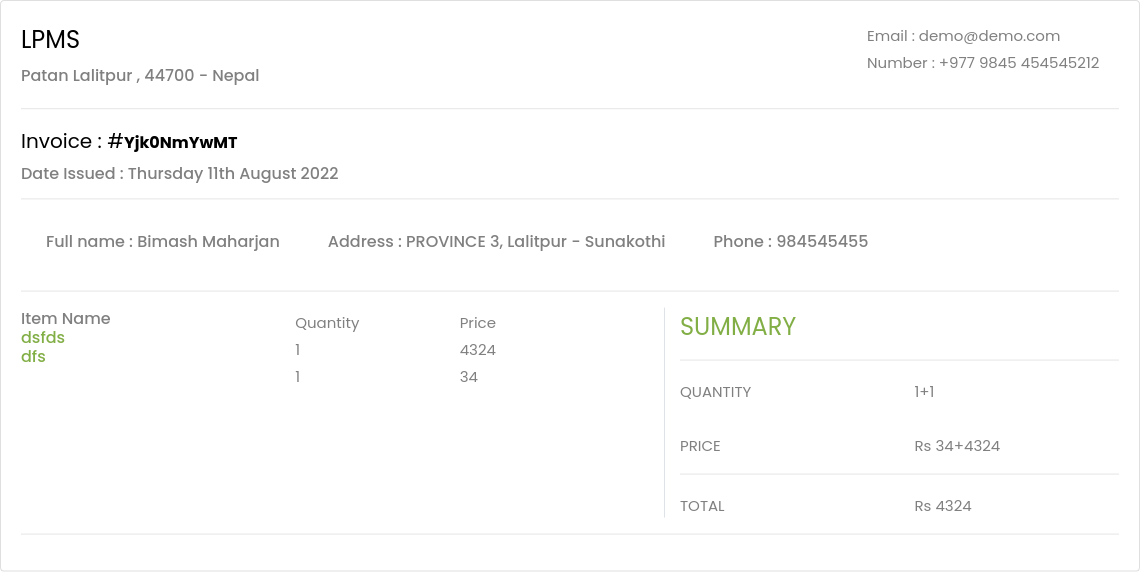 LPMS
Patan Lalitpur , 44700 - Nepal
Email : demo@demo.com
Number : +977 9845 454545212
Invoice : #Yjk0NmYwMT
Date Issued : Thursday 11th August 2022
Full name : Bimash Maharjan Address : PROVINCE 3, Lalitpur - Sunakothi Phone : 984545455
Item Name Quantity Price
dsfds 1 4324
dfs 1 34
SUMMARY
QUANTITY 1+1
PRICE Rs 34+4324
TOTAL Rs 4324